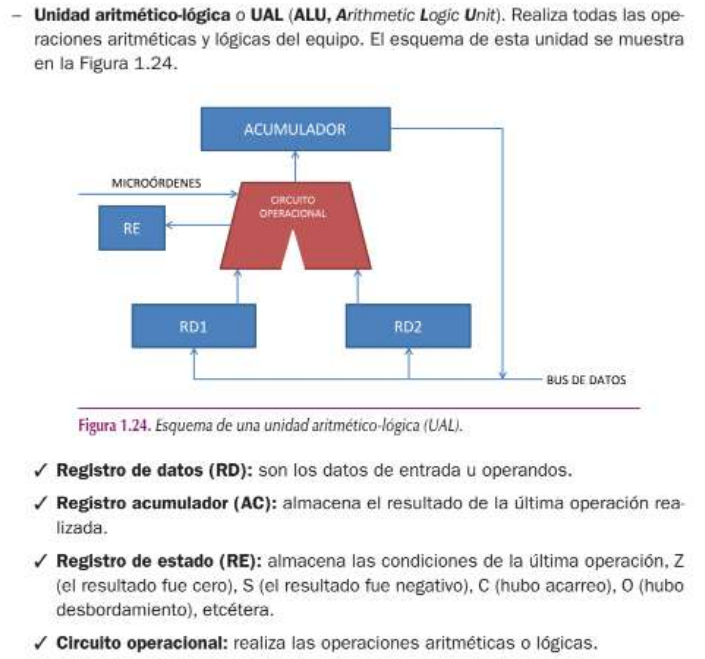 – Unidad aritmético-lógica o UAL (ALU, Arithmetic Logic Unit). Realiza todas las ope-
raciones aritméticas y lógicas del equipo. El esquema de esta unidad se muestra
en la Figura 1.24.
ACUMULADOR
MICROÓRDENES
CIRCUITO
OPERACIONAL
RE
RD1
RD2
BUS DE DATOS
Figura 1.24. Esquema de una unidad aritmético-lógica (UAL).
✓ Registro de datos (RD): son los datos de entrada u operandos.
✓ Registro acumulador (AC): almacena el resultado de la última operación rea-
lizada.
✓ Registro de estado (RE): almacena las condiciones de la última operación, Z
(el resultado fue cero), S (el resultado fue negativo), C (hubo acarreo), O (hubo
desbordamiento), etcétera.
✓ Circuito operacional: realiza las operaciones aritméticas o lógicas.